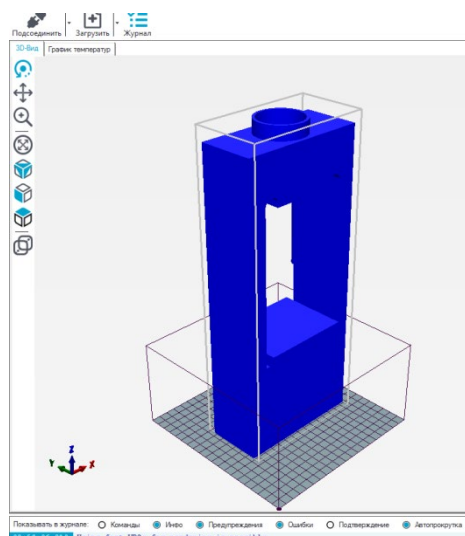 Подсоединить Загрузить Журнал
3D-Вид График температур
Z
Y X
Показывать в журнале: Команды Инфо Предупреждения Ошибки Подтверждение Автопрокрутка